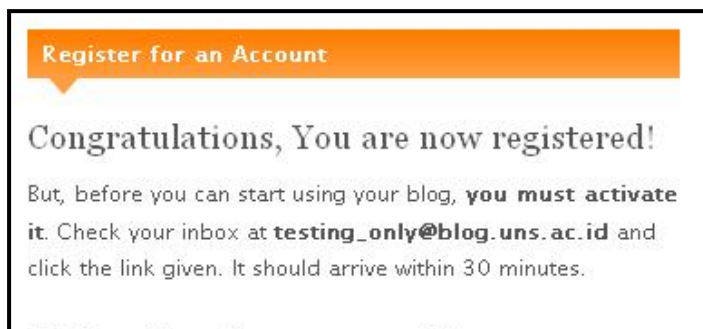 Register for an Account
Congratulations, You are now registered!
But, before you can start using your blog, you must activate
it. Check your inbox at testing_only@blog.uns.ac.id and
click the link given. It should arrive within 30 minutes.